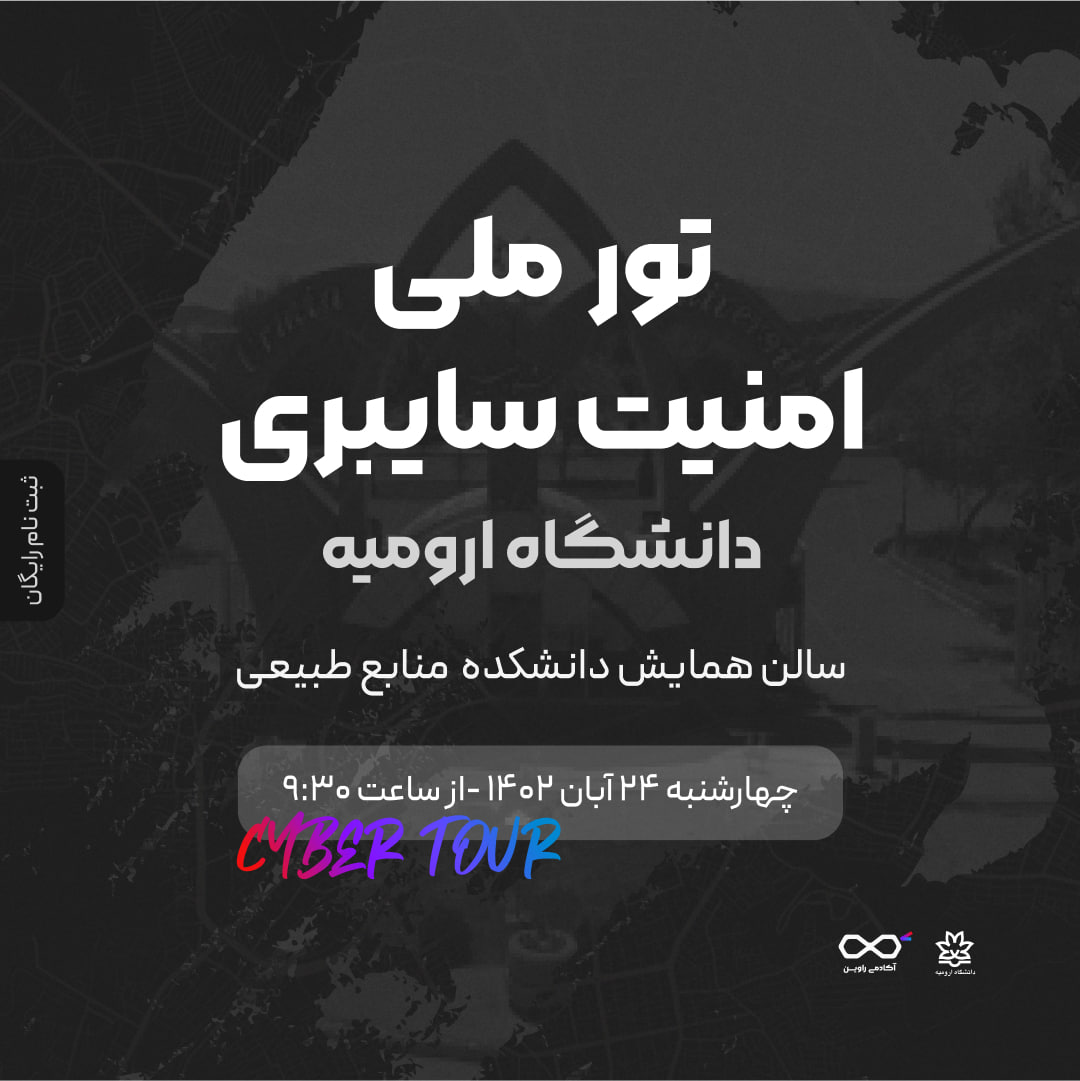 تور ملی
امنیت سایبری
دانشگاه ارومیه
سالن همایش دانشکده منابع طبیعی
چهارشنبه ۲۴ آبان ۱۴۰۲ -از ساعت ۹:۳۰
CYBER TOUR
ثبت نام رایگان
دانشگاه ارومیه
آکادمی راوین